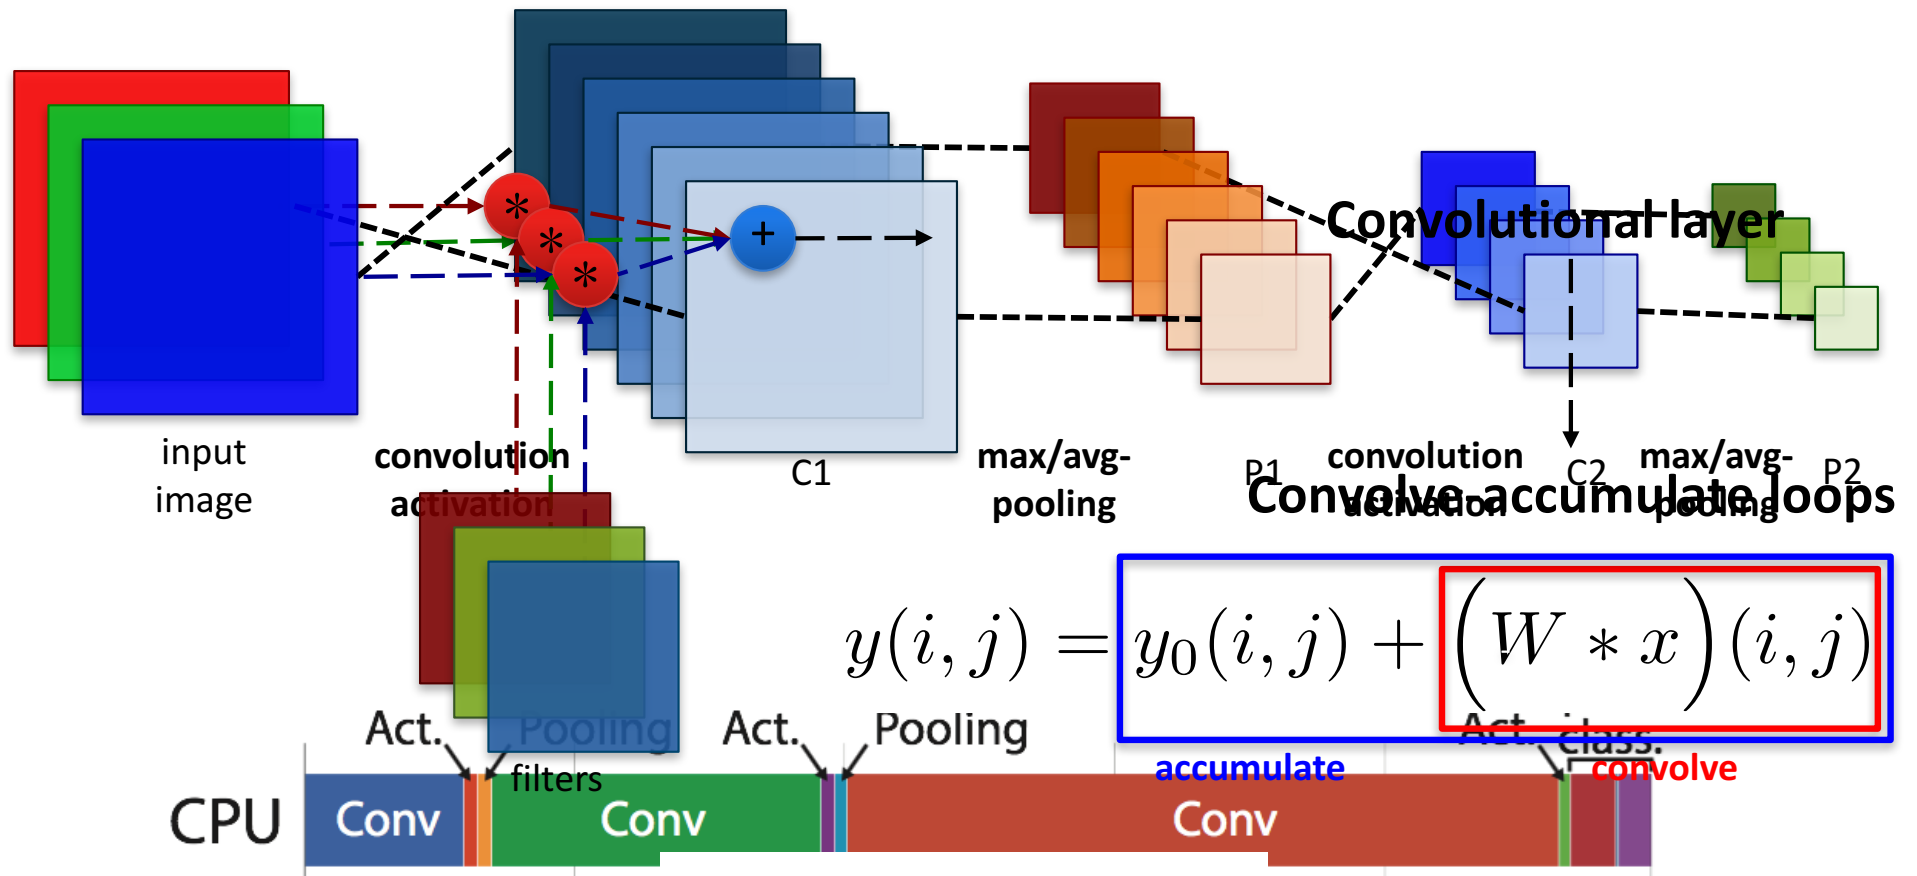 *
*
*
+
Convolutional layer
input
image
convolution
activation
C1
max/avg-
pooling
P1
convolution
activation
C2
max/avg-
pooling
P2
Convolve-accumulate loops
y(i, j) = y₀(i, j) + (W * x)(i, j)
accumulate
convolve
filters
Act.
Pooling
Act.
Pooling
Act.
class.
CPU
Conv
Conv
Conv